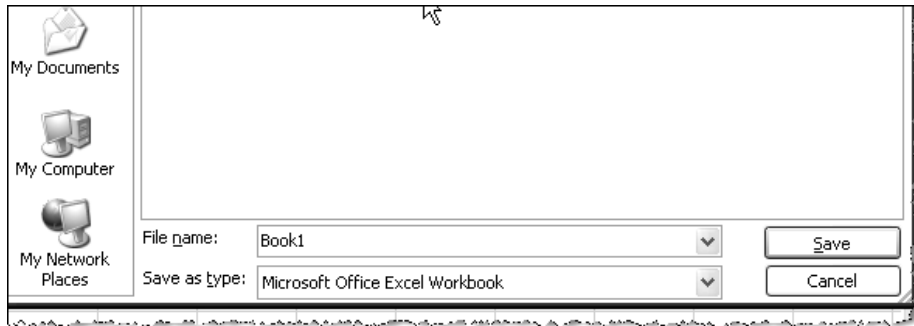 My Documents
My Computer
My Network
Places
File name: Book1
Save
Save as type: Microsoft Office Excel Workbook
Cancel